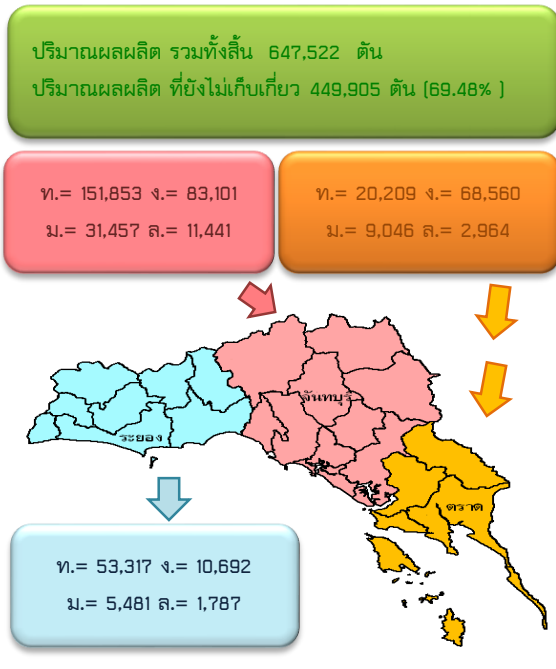 ปริมาณผลผลิต รวมทั้งสิ้น 647,522 ตัน
ปริมาณผลผลิต ที่ยังไม่เก็บเกี่ยว 449,905 ตัน (69.48% )
ท.= 151,853 ง.= 83,101
ม.= 31,457 ล.= 11,441
ท.= 20,209 ง.= 68,560
ม.= 9,046 ล.= 2,964
จันทบุรี
ระยอง
ตราด
ท.= 53,317 ง.= 10,692
ม.= 5,481 ล.= 1,787